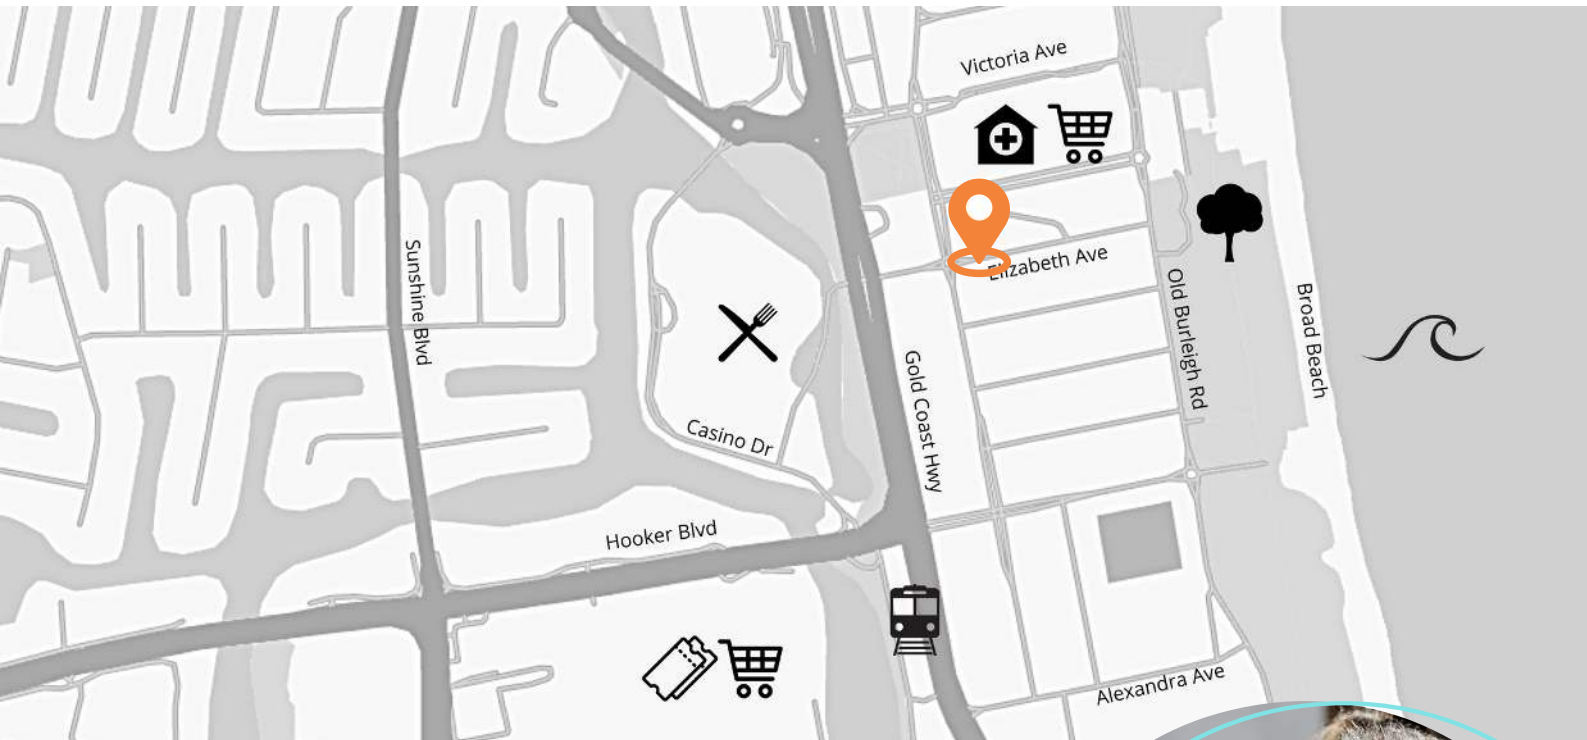 Victoria Ave
Elizabeth Ave
Sunshine Blvd
Old Burleigh Rd
Broad Beach
Gold Coast Hwy
Casino Dr
Hooker Blvd
Alexandra Ave